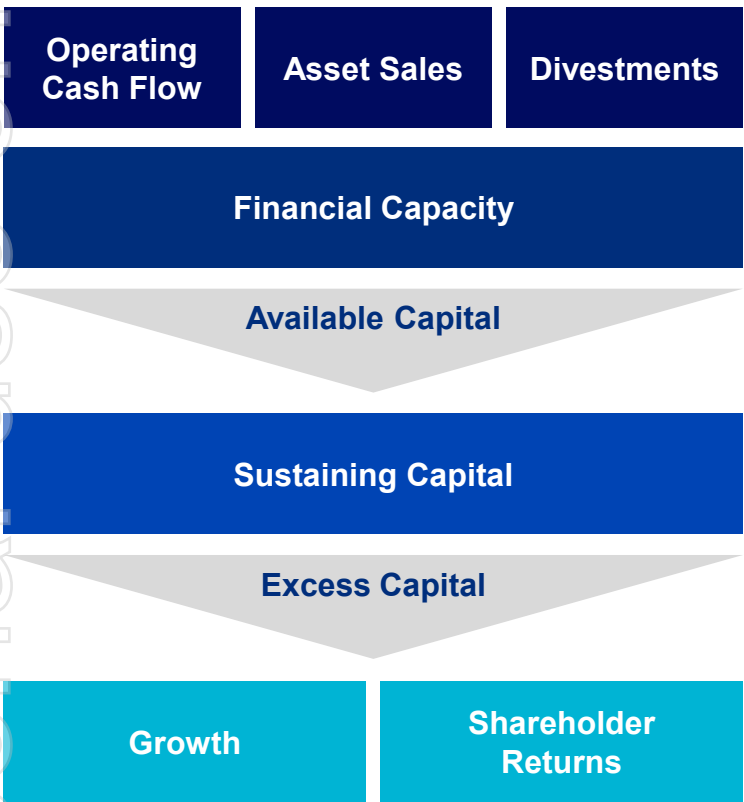 Operating
Cash Flow
Asset Sales
Divestments
Financial Capacity
Available Capital
Sustaining Capital
Excess Capital
Growth
Shareholder
Returns